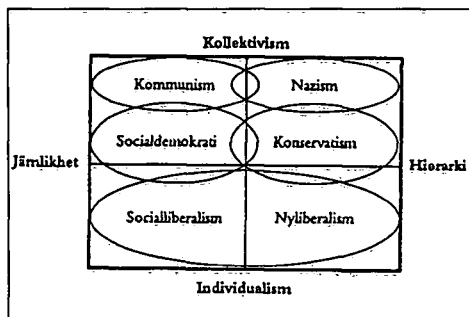 Kollektivism
Kommunism Nazism
Socialdemokrati Konservatism
Jämlikhet Hierarki
Socialliberalism Nyliberalism
Individualism